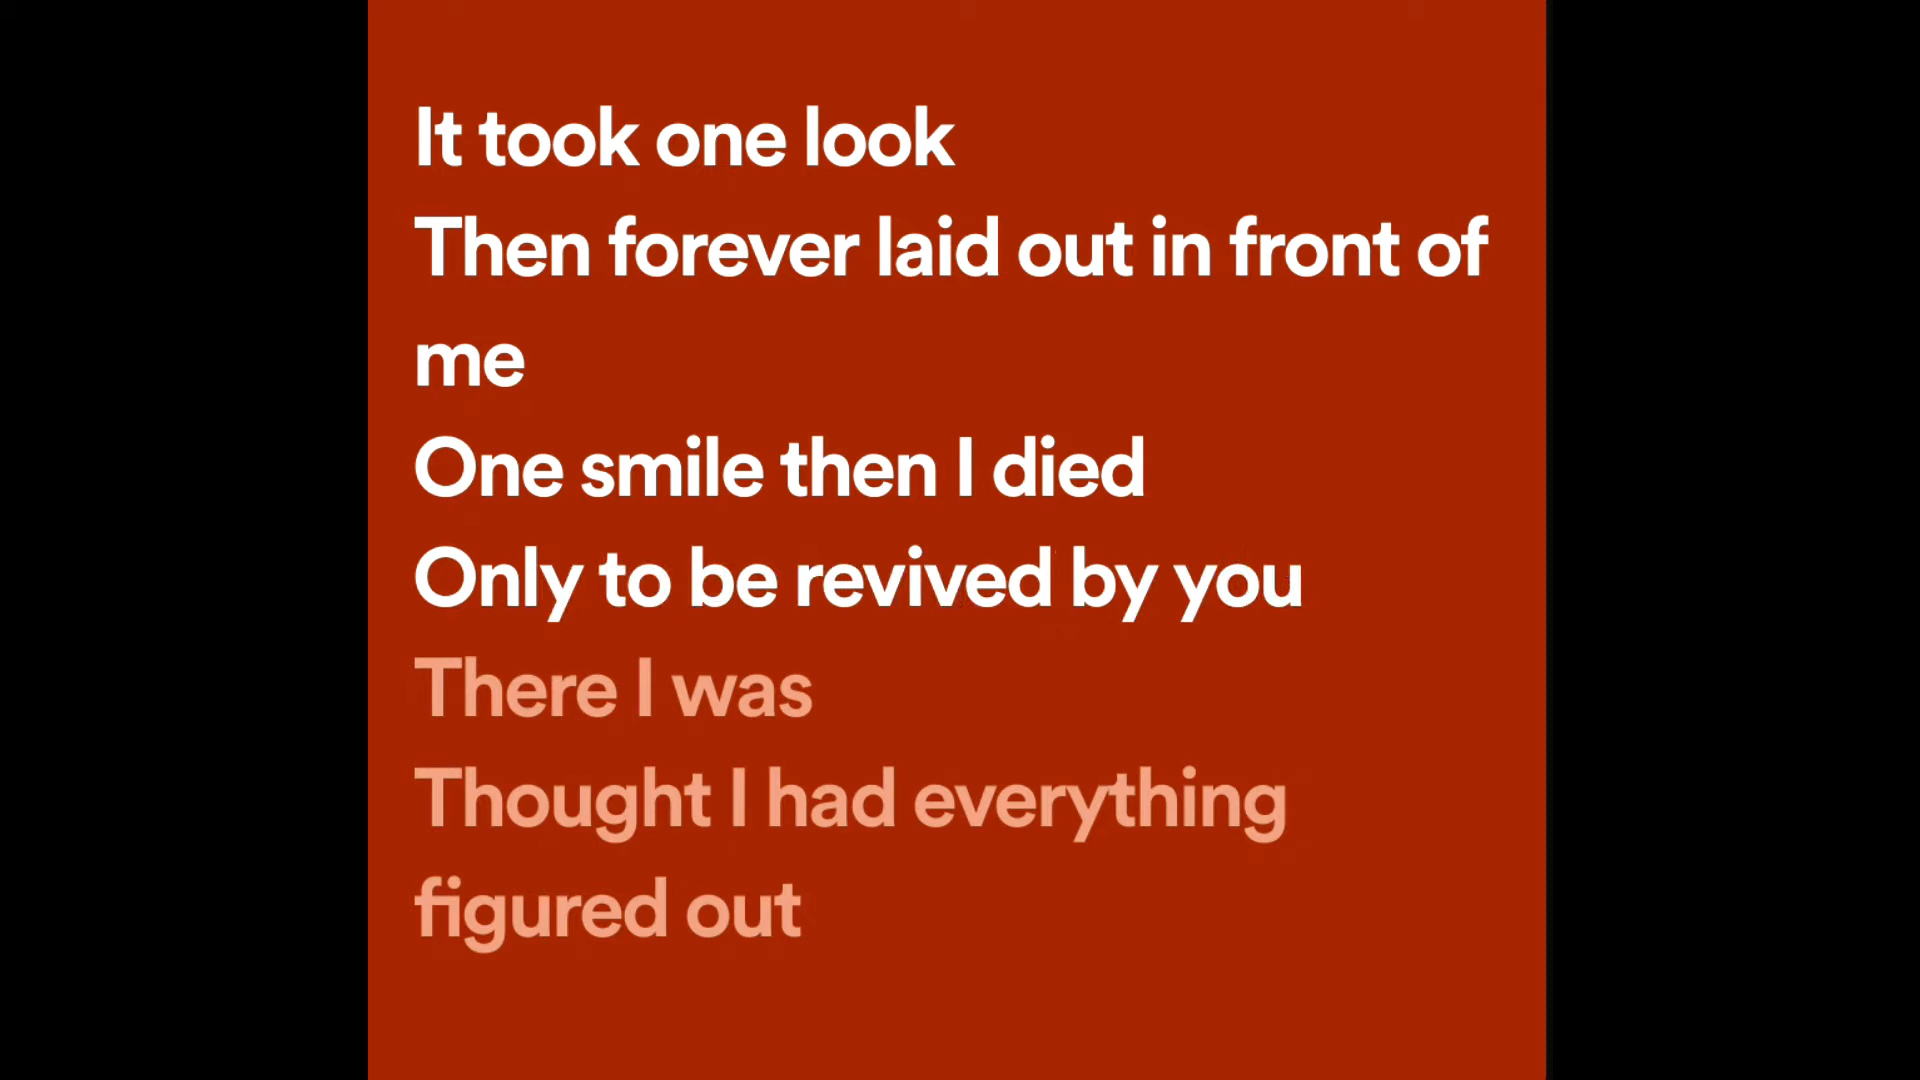 It took one look
Then forever laid out in front of
me
One smile then I died
Only to be revived by you
There I was
Thought I had everything
figured out